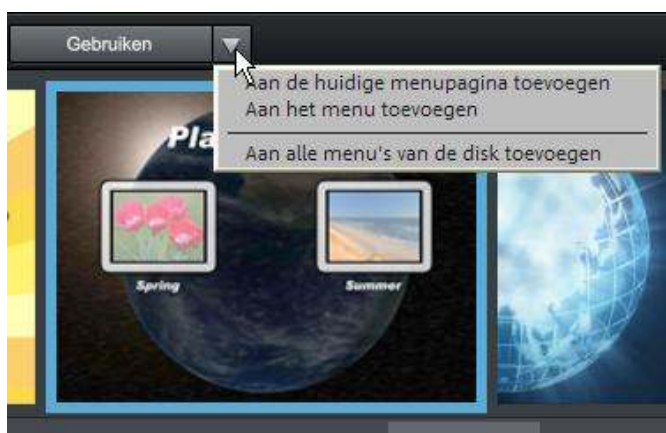 Gebruiken
Aan de huidige menupagina toevoegen
Aan het menu toevoegen
Aan alle menu's van de disk toevoegen
Pla
Spring
Summer